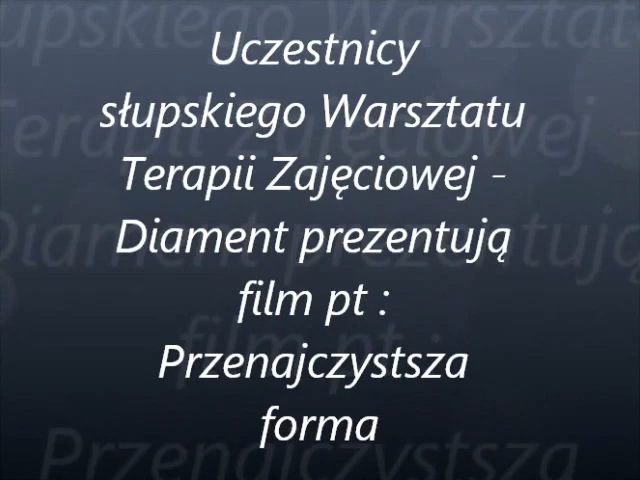 Uczestnicy
słupskiego Warsztatu
Terapii Zajęciowej -
Diament prezentują
film pt :
Przenajczystsza
forma